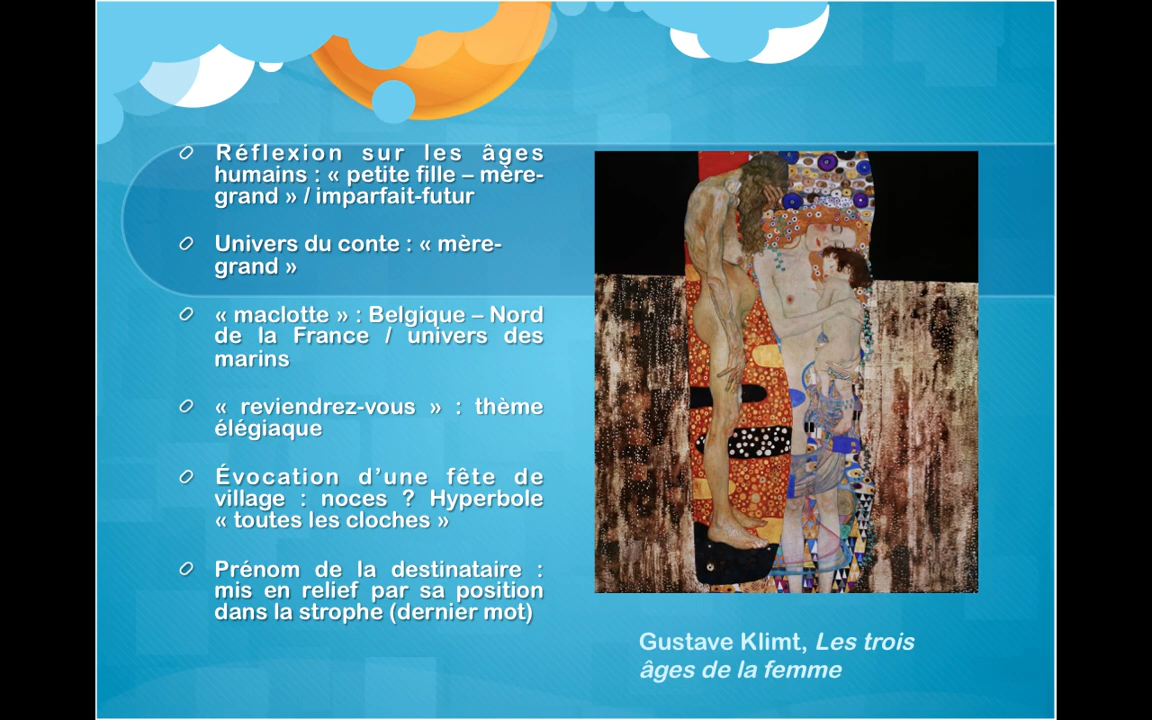 Réflexion sur les âges
humains : « petite fille – mère-
grand » / imparfait-futur
Univers du conte : « mère-
grand »
« maclotte » : Belgique – Nord
de la France / univers des
marins
« reviendrez-vous » : thème
élégiaque
Évocation d’une fête de
village : noces ? Hyperbole
« toutes les cloches »
Prénom de la destinataire :
mis en relief par sa position
dans la strophe (dernier mot)
Gustave Klimt, Les trois
âges de la femme